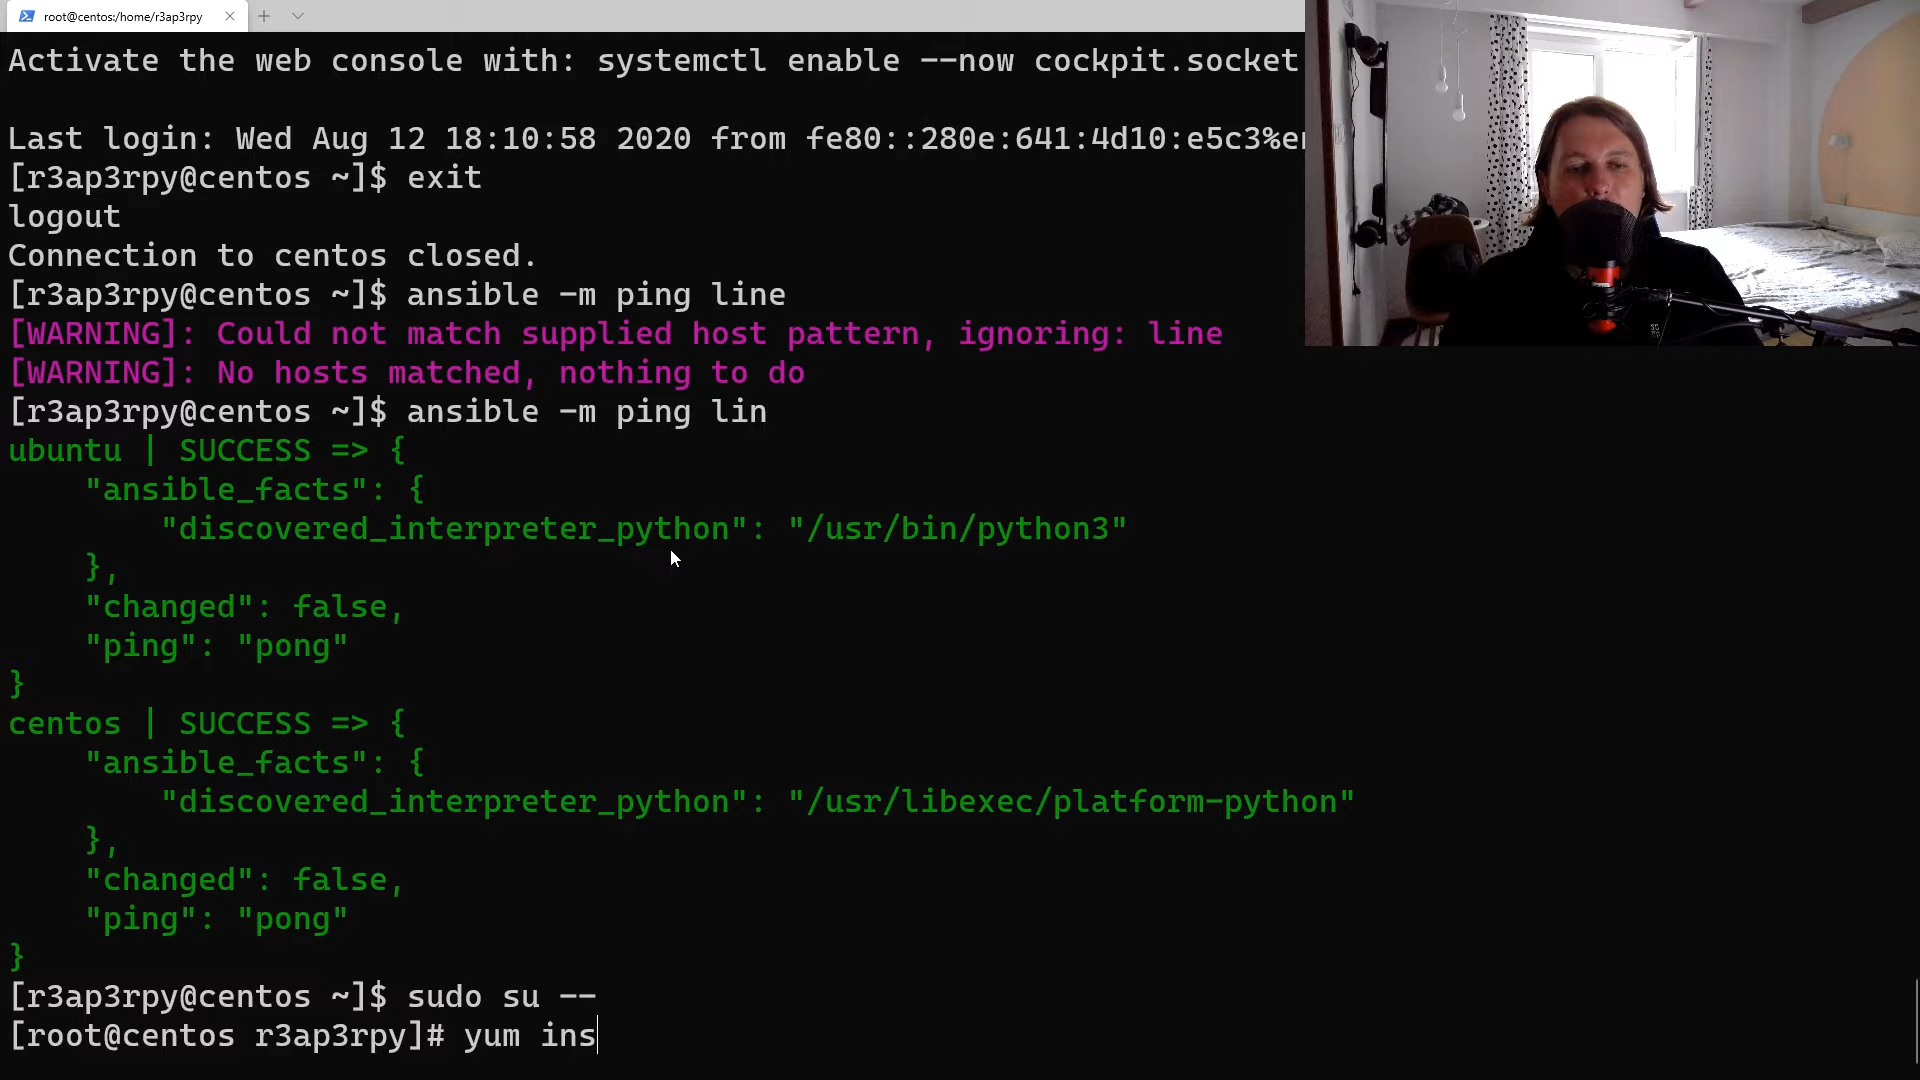 root@centos:/home/r3ap3rpy
Activate the web console with: systemctl enable --now cockpit.socket
Last login: Wed Aug 12 18:10:58 2020 from fe80::280e:641:4d10:e5c3%e
[r3ap3rpy@centos ~]$ exit
logout
Connection to centos closed.
[r3ap3rpy@centos ~]$ ansible -m ping line
[WARNING]: Could not match supplied host pattern, ignoring: line
[WARNING]: No hosts matched, nothing to do
[r3ap3rpy@centos ~]$ ansible -m ping lin
ubuntu | SUCCESS => {
    "ansible_facts": {
        "discovered_interpreter_python": "/usr/bin/python3"
    },
    "changed": false,
    "ping": "pong"
}
centos | SUCCESS => {
    "ansible_facts": {
        "discovered_interpreter_python": "/usr/libexec/platform-python"
    },
    "changed": false,
    "ping": "pong"
}
[r3ap3rpy@centos ~]$ sudo su --
[root@centos r3ap3rpy]# yum ins